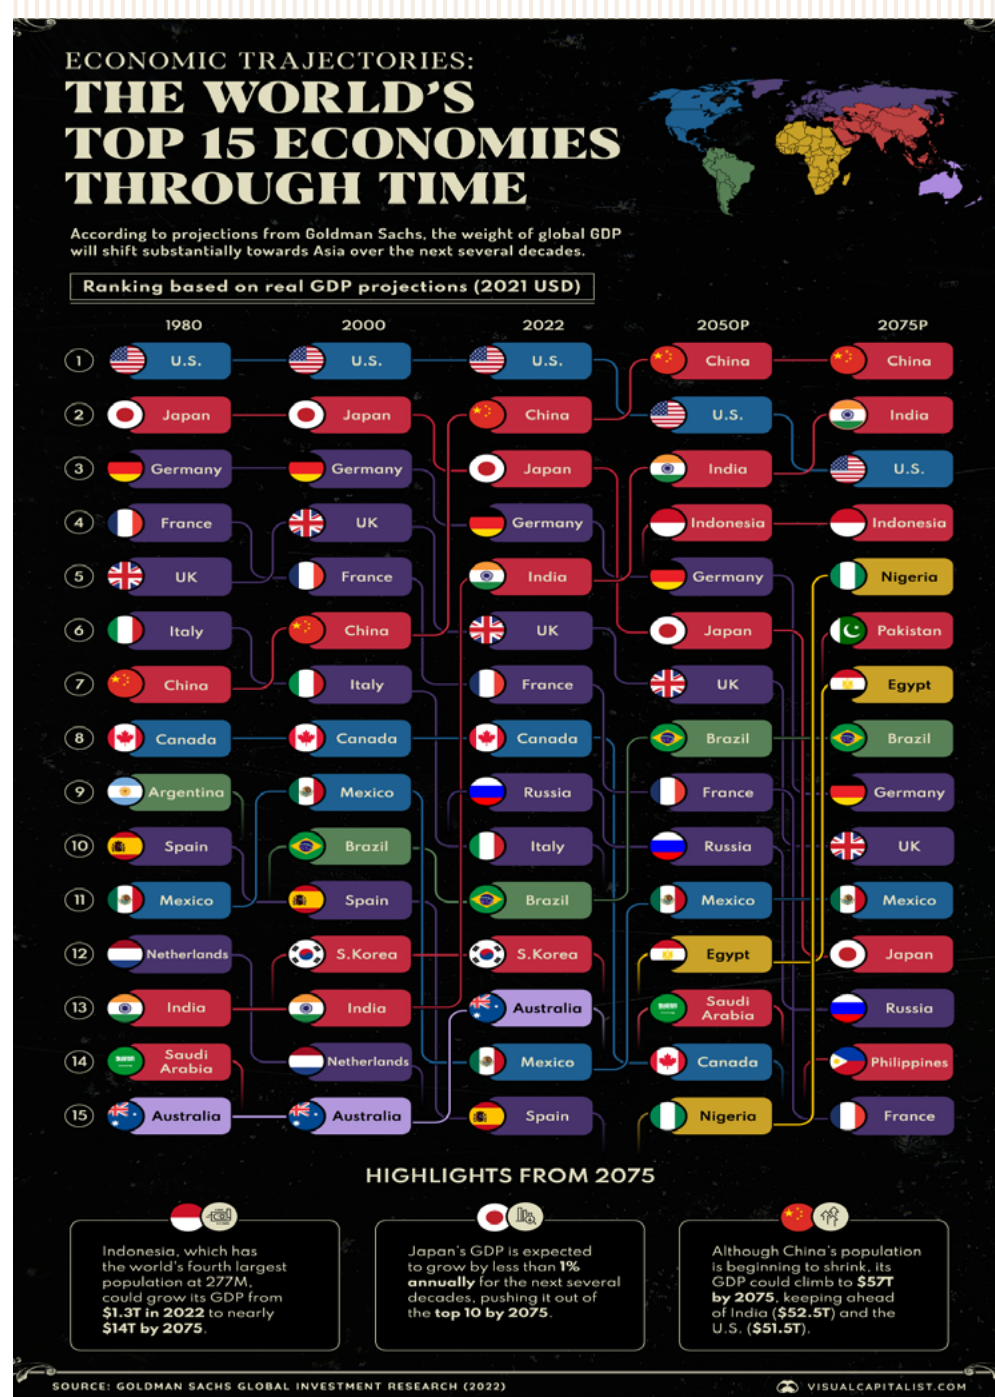 ECONOMIC TRAJECTORIES:
THE WORLD'S
TOP 15 ECONOMIES
THROUGH TIME
According to projections from Goldman Sachs, the weight of global GDP
will shift substantially towards Asia over the next several decades.
Ranking based on real GDP projections (2021 USD)
1980 2000 2022 2050P 2075P
1 U.S. U.S. U.S. China China
2 Japan Japan China U.S. India
3 Germany Germany Japan India U.S.
4 France UK Germany Indonesia Indonesia
5 UK France India Germany Nigeria
6 Italy China UK Japan Pakistan
7 China Italy France UK Egypt
8 Canada Canada Canada Brazil Brazil
9 Argentina Mexico Russia France Germany
10 Spain Brazil Italy Russia UK
11 Mexico Spain Brazil Mexico Mexico
12 Netherlands S.Korea S.Korea Egypt Japan
13 India India Australia Saudi Arabia Russia
14 Saudi Arabia Netherlands Mexico Canada Philippines
15 Australia Australia Spain Nigeria France
HIGHLIGHTS FROM 2075
Indonesia, which has
the world's fourth largest
population at 277M,
could grow its GDP from
$1.3T in 2022 to nearly
$14T by 2075.
Japan's GDP is expected
to grow by less than 1%
annually for the next several
decades, pushing it out of
the top 10 by 2075.
Although China's population
is beginning to shrink, its
GDP could climb to $57T
by 2075, keeping ahead
of India ($52.5T) and the
U.S. ($51.5T).
SOURCE: GOLDMAN SACHS GLOBAL INVESTMENT RESEARCH (2022)
VISUALCAPITALIST.COM